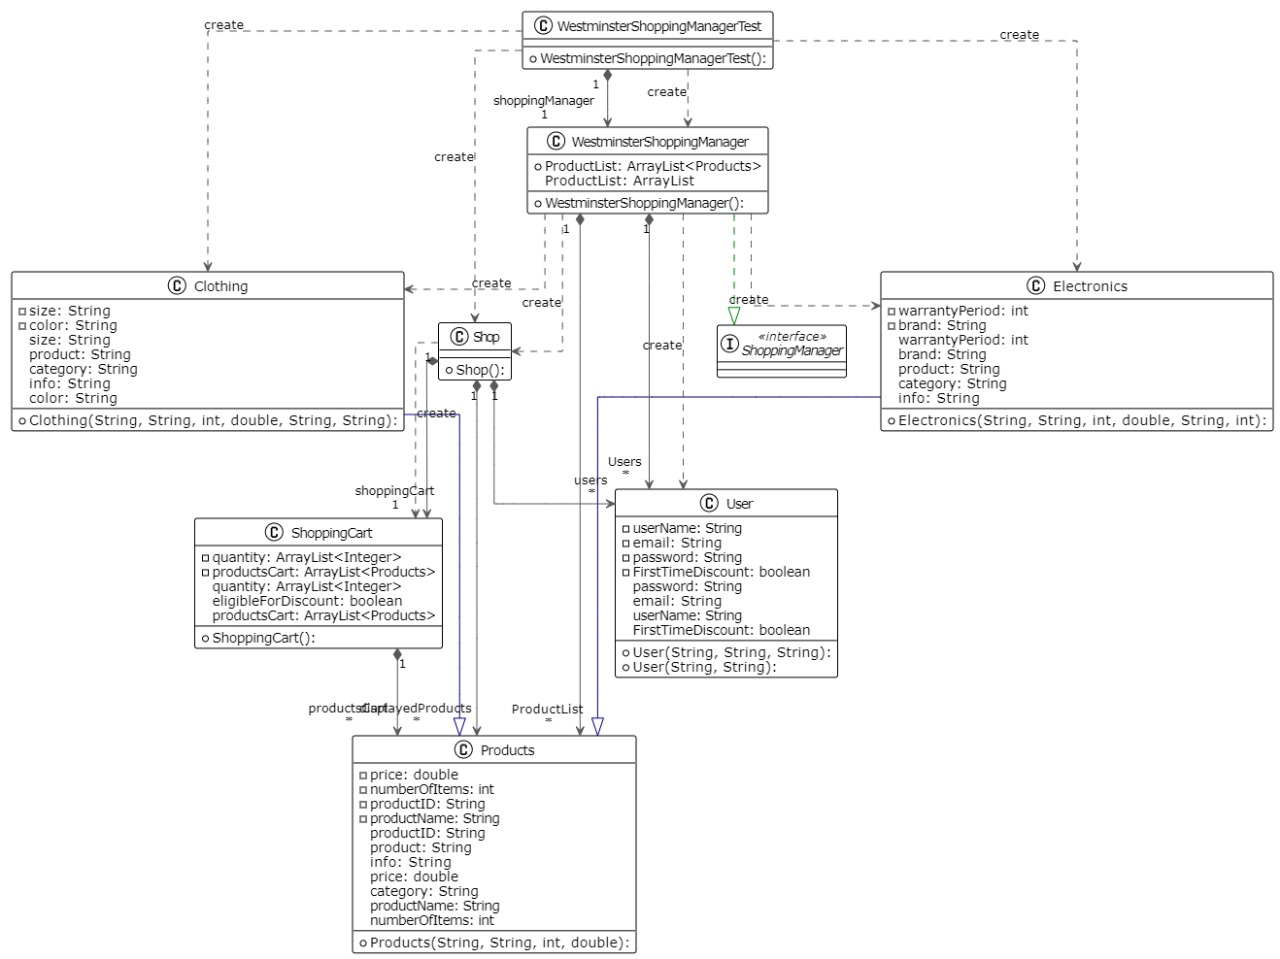 create
C WestminsterShoppingManagerTest
WestminsterShoppingManagerTest():
create
1
shoppingManager
1
create
create
C WestminsterShoppingManager
ProductList: ArrayList<Products>
ProductList: ArrayList
WestminsterShoppingManager():
1
1
C Clothing
size: String
color: String
size: String
product: String
category: String
info: String
color: String
Clothing(String, String, int, double, String, String):
create
create
create
create
C Shop
Shop():
1
1
1
I «interface»
ShoppingManager
C Electronics
warrantyPeriod: int
brand: String
warrantyPeriod: int
brand: String
product: String
category: String
info: String
Electronics(String, String, int, double, String, int):
create
shoppingCart
1
Users
*
users
*
C ShoppingCart
quantity: ArrayList<Integer>
productsCart: ArrayList<Products>
quantity: ArrayList<Integer>
eligibleForDiscount: boolean
productsCart: ArrayList<Products>
ShoppingCart():
1
C User
userName: String
email: String
password: String
FirstTimeDiscount: boolean
password: String
email: String
userName: String
FirstTimeDiscount: boolean
User(String, String, String):
User(String, String):
productsCart
*
displayedProducts
*
ProductList
*
C Products
price: double
numberOfItems: int
productID: String
productName: String
productID: String
product: String
info: String
price: double
category: String
productName: String
numberOfItems: int
Products(String, String, int, double):